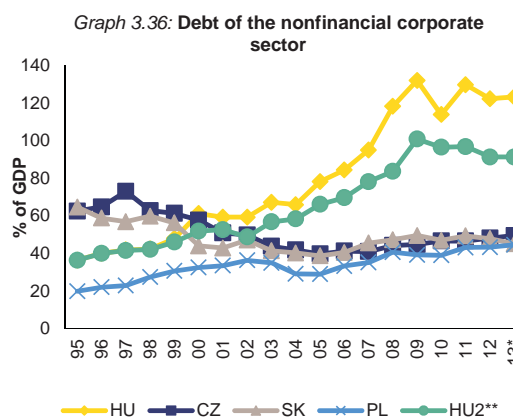 Graph 3.36: Debt of the nonfinancial corporate
sector
% of GDP
140
120
100
80
60
40
20
0
95 96 97 98 99 00 01 02 03 04 05 06 07 08 09 10 11 12 13*
HU CZ SK PL HU2**